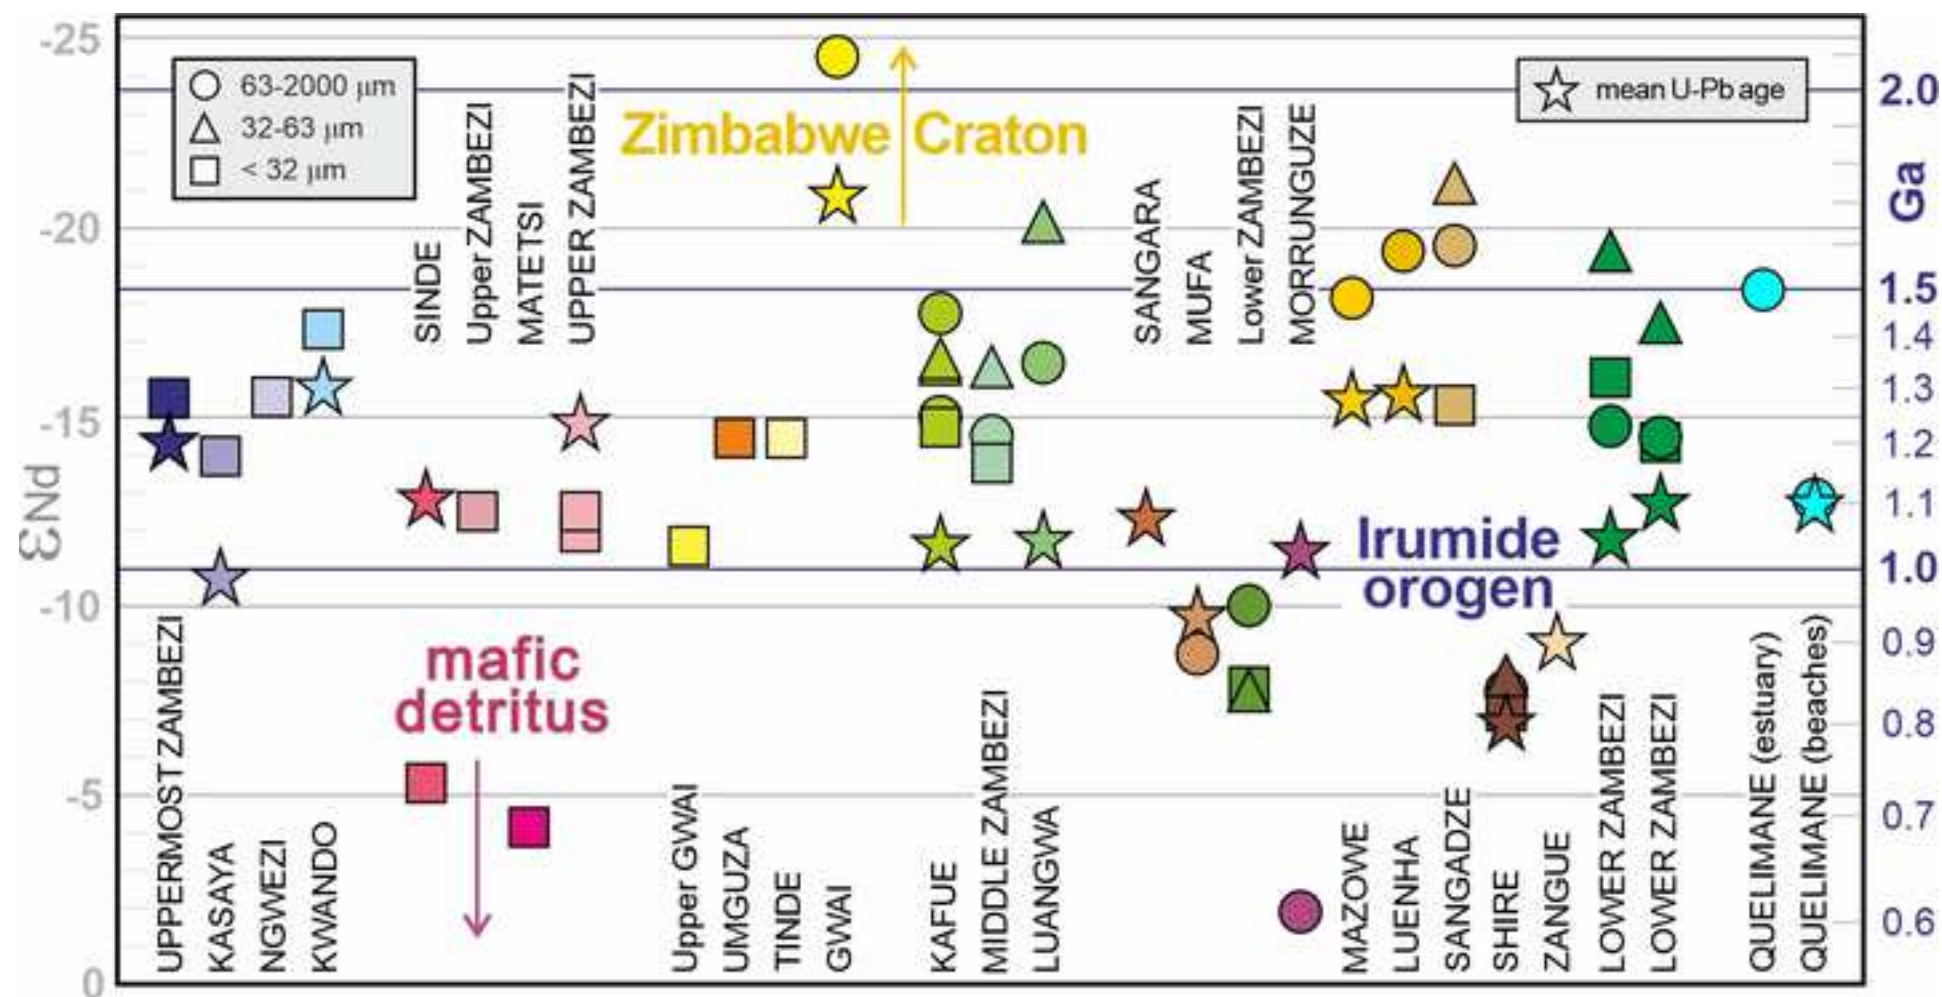 -25
-20
-15
-10
-5
0
εNd
63-2000 μm
32-63 μm
< 32 μm
mean U-Pb age
2.0
Ga
1.5
1.4
1.3
1.2
1.1
1.0
0.9
0.8
0.7
0.6
Zimbabwe Craton
mafic
detritus
Irumide
orogen
UPPERMOST ZAMBEZI
KASAYA
NGWEZI
KWANDO
SINDE
Upper ZAMBEZI
MATETSI
UPPER ZAMBEZI
Upper GWAI
UMGUZA
TINDE
GWAI
KAFUE
MIDDLE ZAMBEZI
LUANGWA
SANGARA
MUFA
Lower ZAMBEZI
MORRUNGUZE
MAZOWE
LUENHA
SANGADZE
SHIRE
ZANGUE
LOWER ZAMBEZI
LOWER ZAMBEZI
QUELIMANE (estuary)
QUELIMANE (beaches)